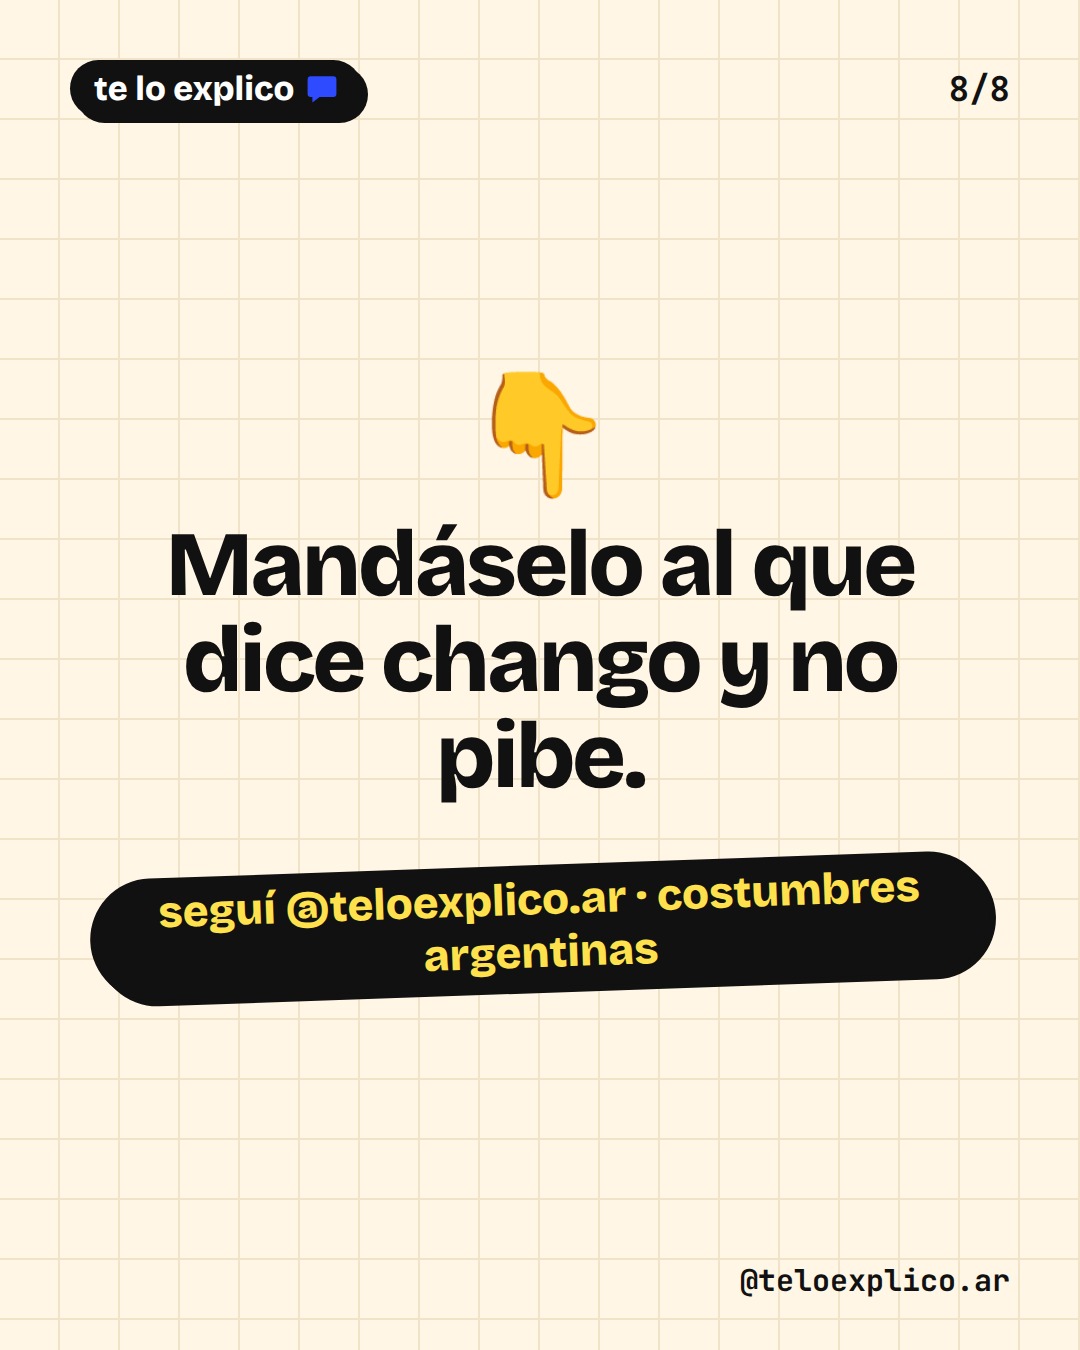 te lo explico
8/8
Mandáselo al que
dice chango y no
pibe.
seguí @teloexplico.ar · costumbres
argentinas
@teloexplico.ar